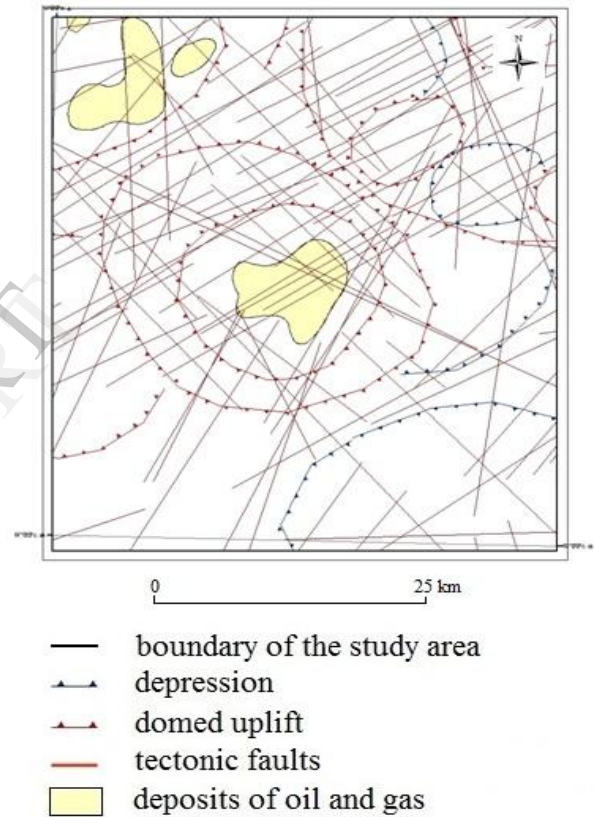 N
0 25 km
boundary of the study area
depression
domed uplift
tectonic faults
deposits of oil and gas